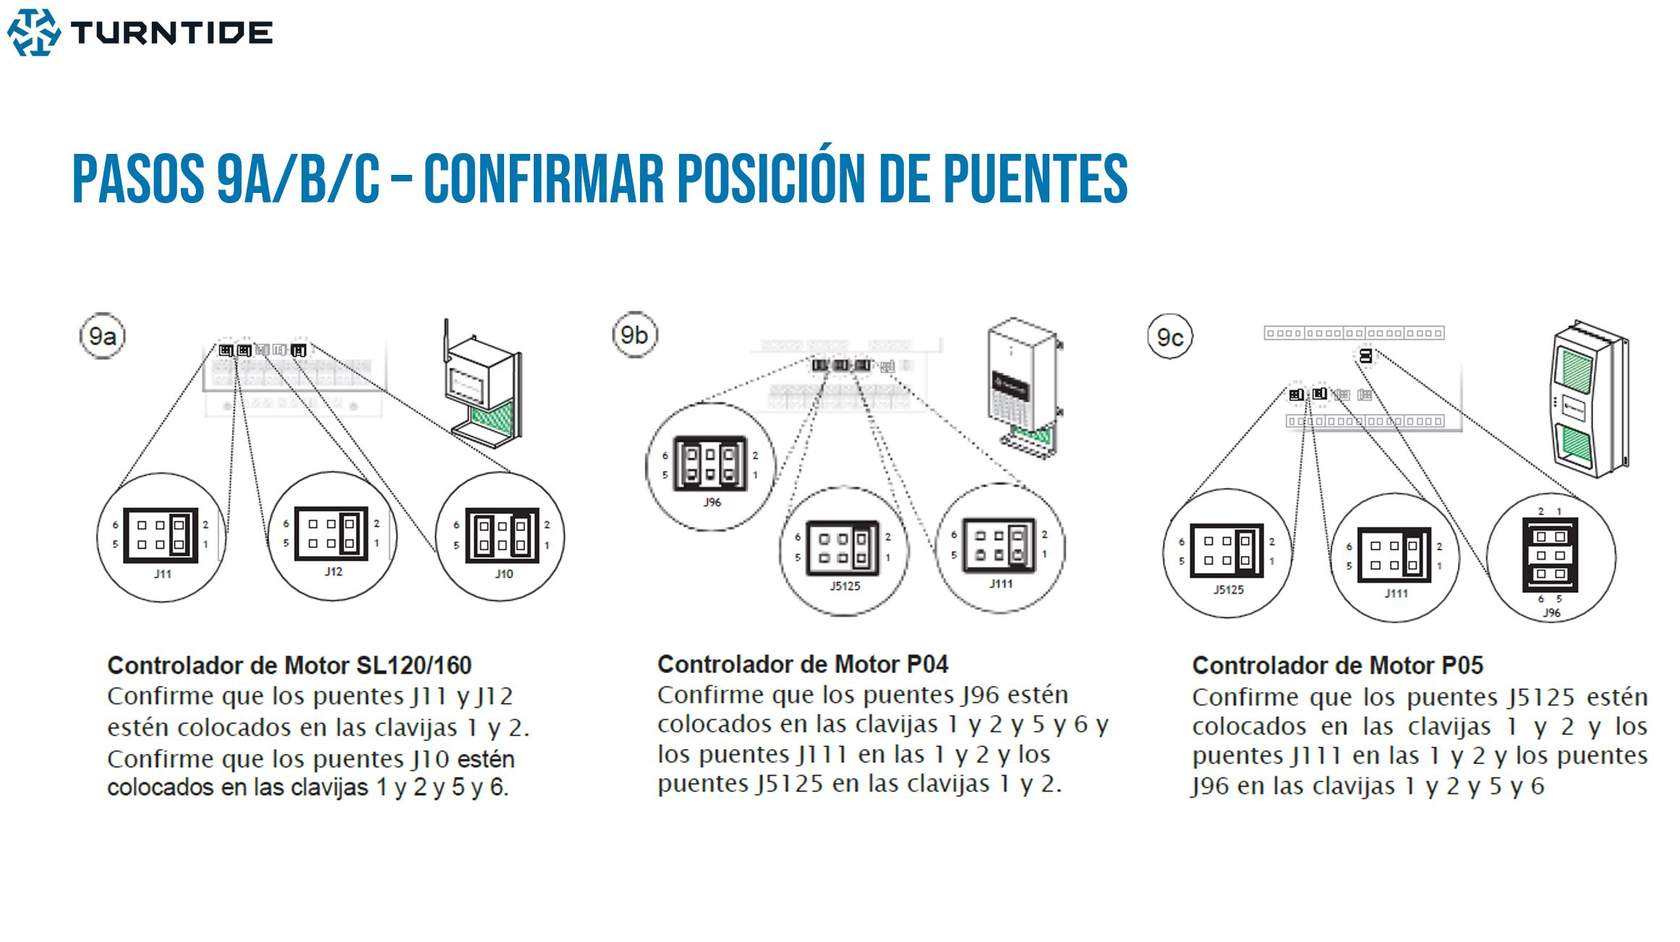 TURNTIDE
PASOS 9A/B/C – CONFIRMAR POSICIÓN DE PUENTES
9a
6 2
5 1
J11
6 2
5 1
J12
6 2
5 1
J10
Controlador de Motor SL120/160
Confirme que los puentes J11 y J12
estén colocados en las clavijas 1 y 2.
Confirme que los puentes J10 estén
colocados en las clavijas 1 y 2 y 5 y 6.
9b
6 2
5 1
J96
6 2
5 1
J5125
6 2
5 1
J111
Controlador de Motor P04
Confirme que los puentes J96 estén
colocados en las clavijas 1 y 2 y 5 y 6 y
los puentes J111 en las 1 y 2 y los
puentes J5125 en las clavijas 1 y 2.
9c
6 2
5 1
J5125
6 2
5 1
J111
2 1
6 5
J96
Controlador de Motor P05
Confirme que los puentes J5125 estén
colocados en las clavijas 1 y 2 y los
puentes J111 en las 1 y 2 y los puentes
J96 en las clavijas 1 y 2 y 5 y 6